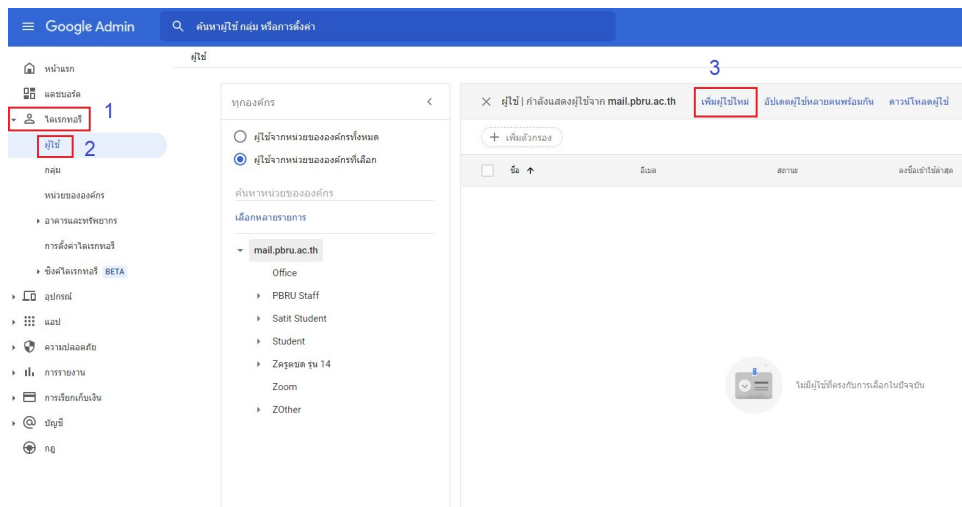 Google Admin
ค้นหาผู้ใช้ กลุ่ม หรือการตั้งค่า
ผู้ใช้
หน้าแรก
แดชบอร์ด
ไดเรกทอรี
1
ผู้ใช้
2
กลุ่ม
หน่วยขององค์กร
อาคารและทรัพยากร
การตั้งค่าไดเรกทอรี
ซิงค์ไดเรกทอรี BETA
อุปกรณ์
แอป
ความปลอดภัย
การรายงาน
การเรียกเก็บเงิน
บัญชี
กฎ
ทุกองค์กร
ผู้ใช้จากหน่วยขององค์กรทั้งหมด
ผู้ใช้จากหน่วยขององค์กรที่เลือก
ค้นหาหน่วยขององค์กร
เลือกหลายรายการ
mail.pbru.ac.th
Office
PBRU Staff
Satit Student
Student
Zครูตชด รุ่น 14
Zoom
ZOther
3
ผู้ใช้ | กำลังแสดงผู้ใช้จาก mail.pbru.ac.th เพิ่มผู้ใช้ใหม่ อัปเดตผู้ใช้หลายคนพร้อมกัน ดาวน์โหลดผู้ใช้
+ เพิ่มตัวกรอง
ชื่อ ↑ อีเมล สถานะ ลงชื่อเข้าใช้ล่าสุด
ไม่มีผู้ใช้ที่ตรงกับการเลือกในปัจจุบัน